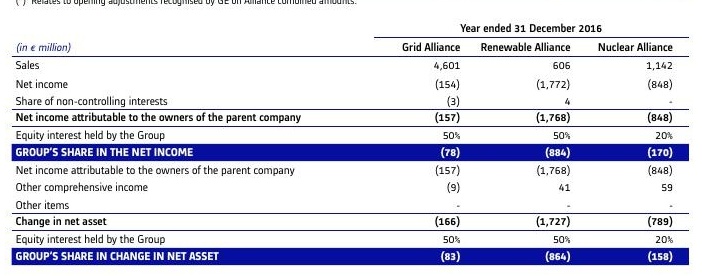 (*) Relates to opening adjustments recognised by GE on Alliance combined amounts.
Year ended 31 December 2016
(in € million) Grid Alliance Renewable Alliance Nuclear Alliance
Sales 4,601 606 1,142
Net income (154) (1,772) (848)
Share of non-controlling interests (3) 4 -
Net income attributable to the owners of the parent company (157) (1,768) (848)
Equity interest held by the Group 50% 50% 20%
GROUP'S SHARE IN THE NET INCOME (78) (884) (170)
Net income attributable to the owners of the parent company (157) (1,768) (848)
Other comprehensive income (9) 41 59
Other items - - -
Change in net asset (166) (1,727) (789)
Equity interest held by the Group 50% 50% 20%
GROUP'S SHARE IN CHANGE IN NET ASSET (83) (864) (158)